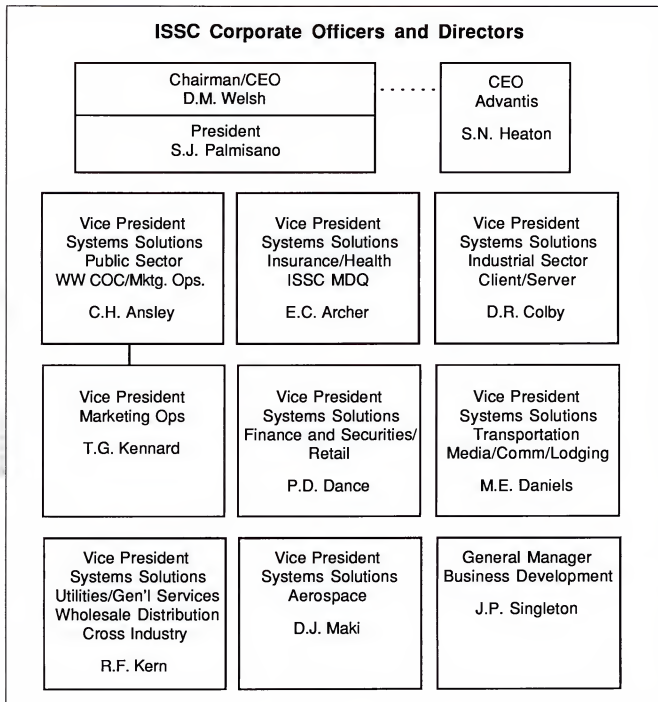 ISSC Corporate Officers and Directors
Chairman/CEO
D.M. Welsh
President
S.J. Palmisano
CEO
Advantis
S.N. Heaton
Vice President
Systems Solutions
Public Sector
WW COC/Mktg. Ops.
C.H. Ansley
Vice President
Systems Solutions
Insurance/Health
ISSC MDQ
E.C. Archer
Vice President
Systems Solutions
Industrial Sector
Client/Server
D.R. Colby
Vice President
Marketing Ops
T.G. Kennard
Vice President
Systems Solutions
Finance and Securities/
Retail
P.D. Dance
Vice President
Systems Solutions
Transportation
Media/Comm/Lodging
M.E. Daniels
Vice President
Systems Solutions
Utilities/Gen'l Services
Wholesale Distribution
Cross Industry
R.F. Kern
Vice President
Systems Solutions
Aerospace
D.J. Maki
General Manager
Business Development
J.P. Singleton